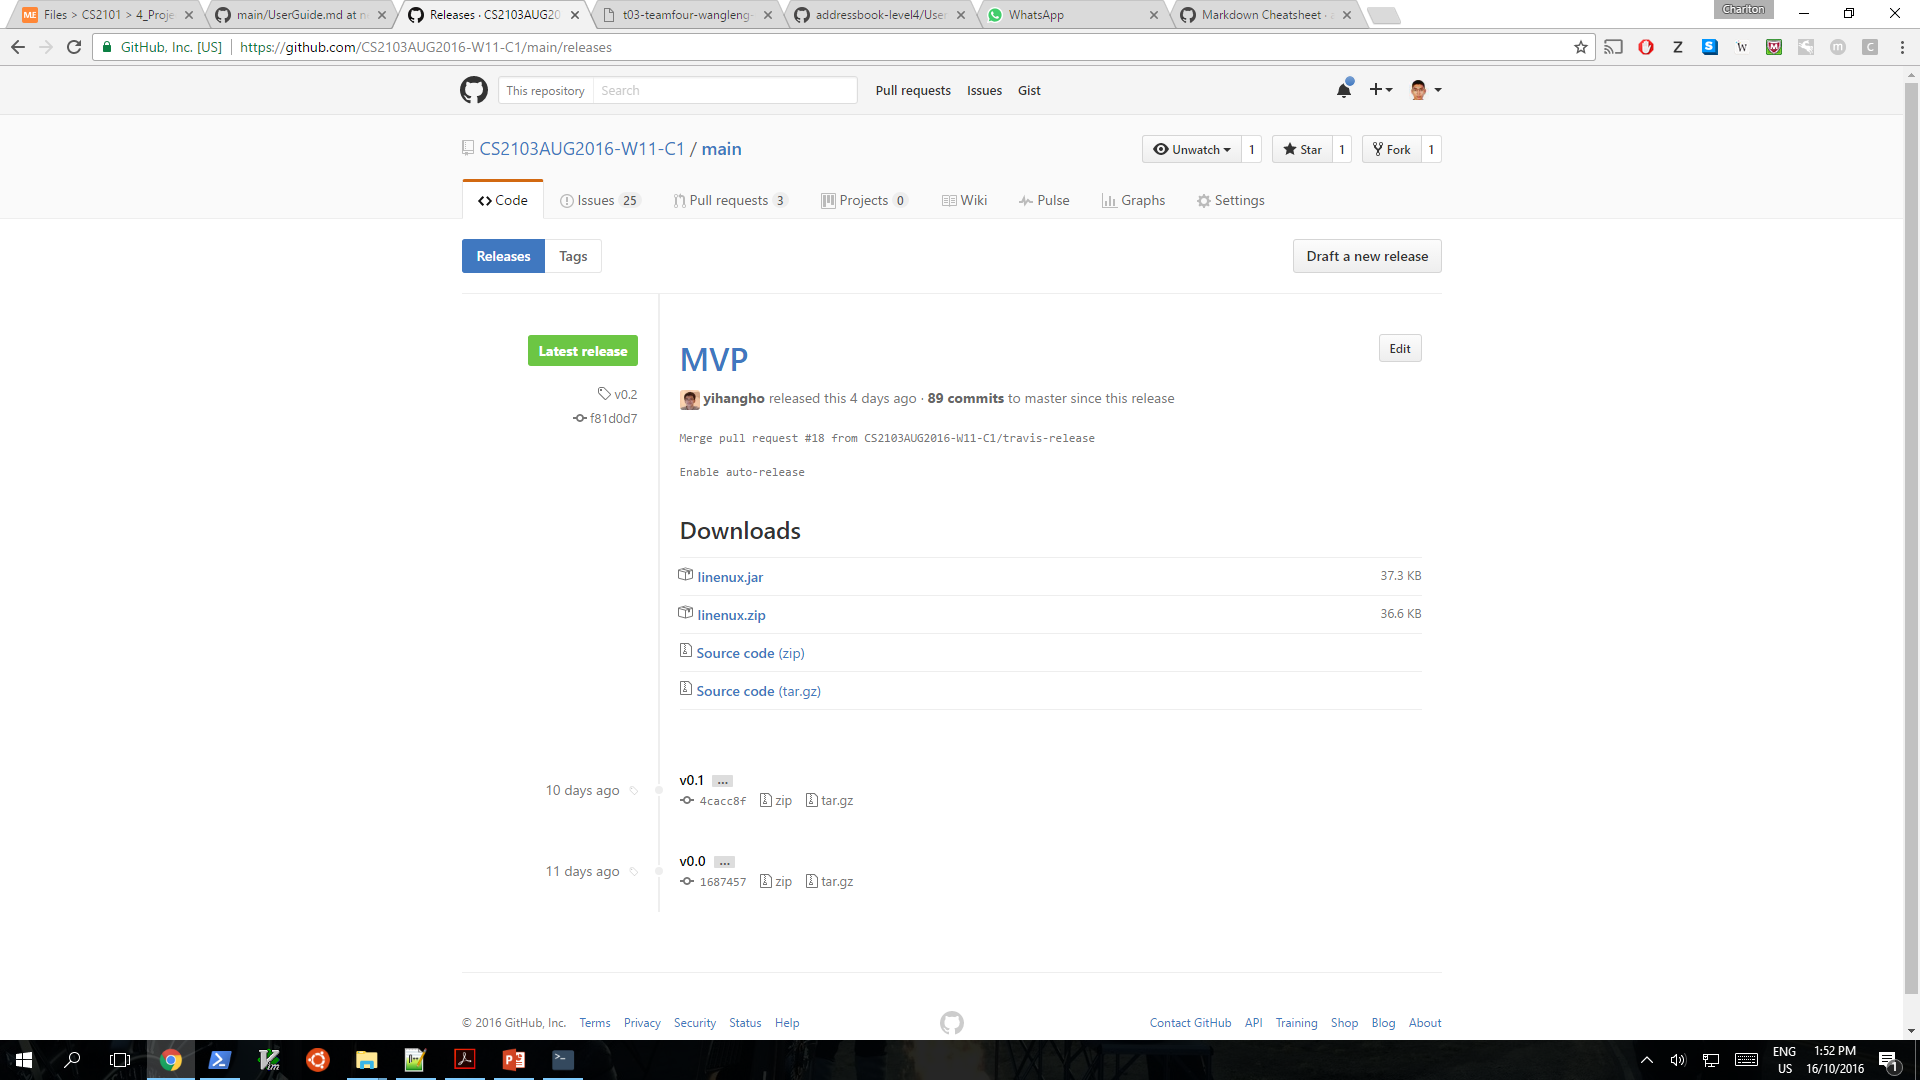 Files > CS2101 > 4_Proje
main/UserGuide.md at ne
Releases · CS2103AUG20
t03-teamfour-wangleng-
addressbook-level4/User
WhatsApp
Markdown Cheatsheet ·
Charlton
GitHub, Inc. [US] https://github.com/CS2103AUG2016-W11-C1/main/releases
This repository Search Pull requests Issues Gist
CS2103AUG2016-W11-C1 / main
Unwatch 1 Star 1 Fork 1
Code Issues 25 Pull requests 3 Projects 0 Wiki Pulse Graphs Settings
Releases Tags Draft a new release
Latest release
v0.2
f81d0d7
MVP Edit
yihangho released this 4 days ago · 89 commits to master since this release
Merge pull request #18 from CS2103AUG2016-W11-C1/travis-release
Enable auto-release
Downloads
linenux.jar 37.3 KB
linenux.zip 36.6 KB
Source code (zip)
Source code (tar.gz)
10 days ago
v0.1 ...
4cacc8f zip tar.gz
11 days ago
v0.0 ...
1687457 zip tar.gz
© 2016 GitHub, Inc. Terms Privacy Security Status Help
Contact GitHub API Training Shop Blog About
ENG
US
1:52 PM
16/10/2016
1